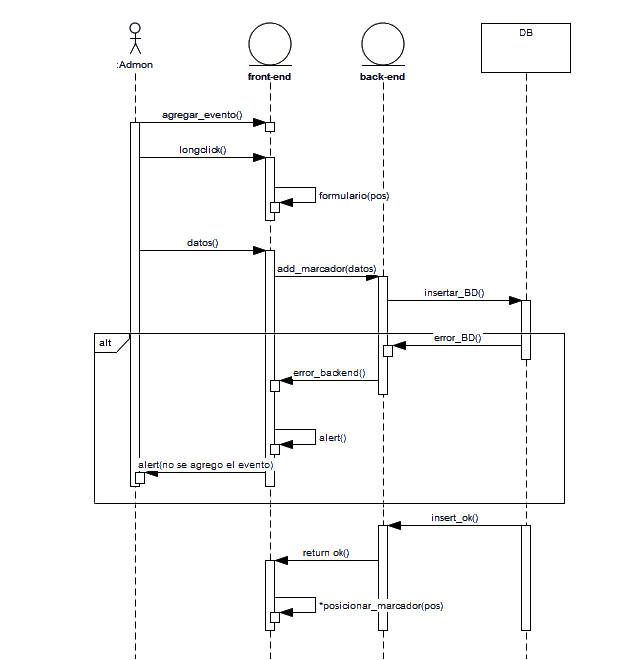 DB
:Admon
front-end
back-end
agregar_evento()
longclick()
formulario(pos)
datos()
add_marcador(datos)
insertar_BD()
alt
error_BD()
error_backend()
alert()
alert(no se agrego el evento)
insert_ok()
return ok()
*posicionar_marcador(pos)